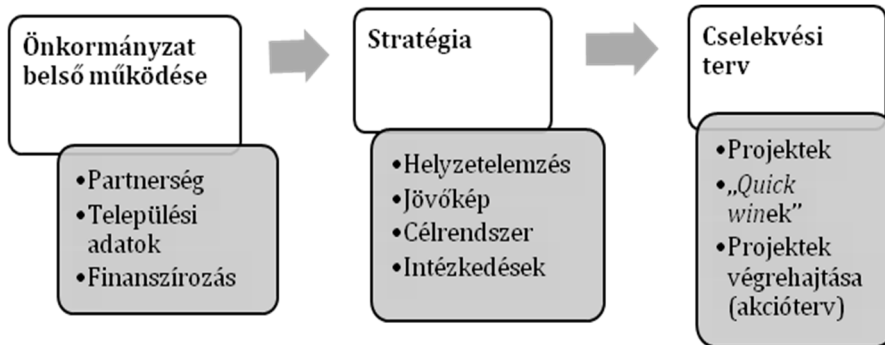 Önkormányzat
belső működése
•Partnerség
•Települési
adatok
•Finanszírozás
Stratégia
•Helyzetelemzés
•Jövőkép
•Célrendszer
•Intézkedések
Cselekvési
terv
•Projektek
•„Quick
winek”
•Projektek
végrehajtása
(akcióterv)